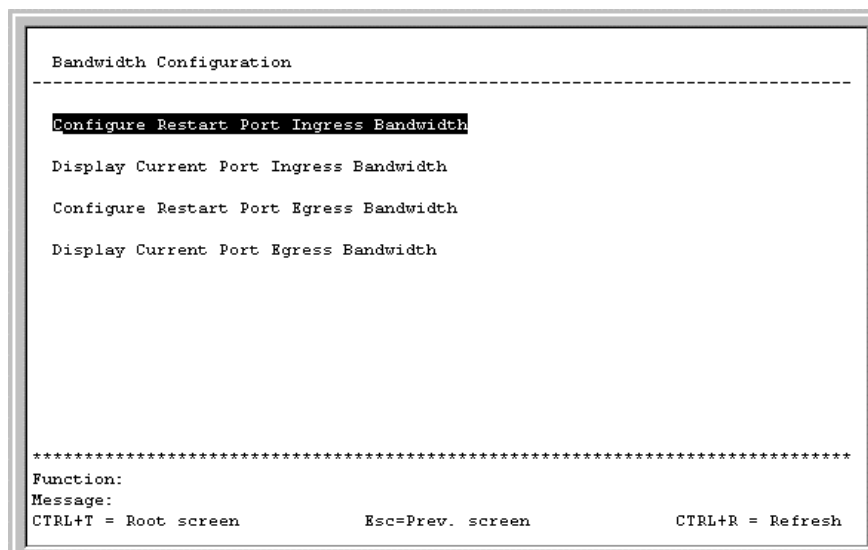 Bandwidth Configuration
-------------------------------------------------------------------------------
Configure Restart Port Ingress Bandwidth
Display Current Port Ingress Bandwidth
Configure Restart Port Egress Bandwidth
Display Current Port Egress Bandwidth
*******************************************************************************
Function:
Message:
CTRL+T = Root screen Esc=Prev. screen CTRL+R = Refresh